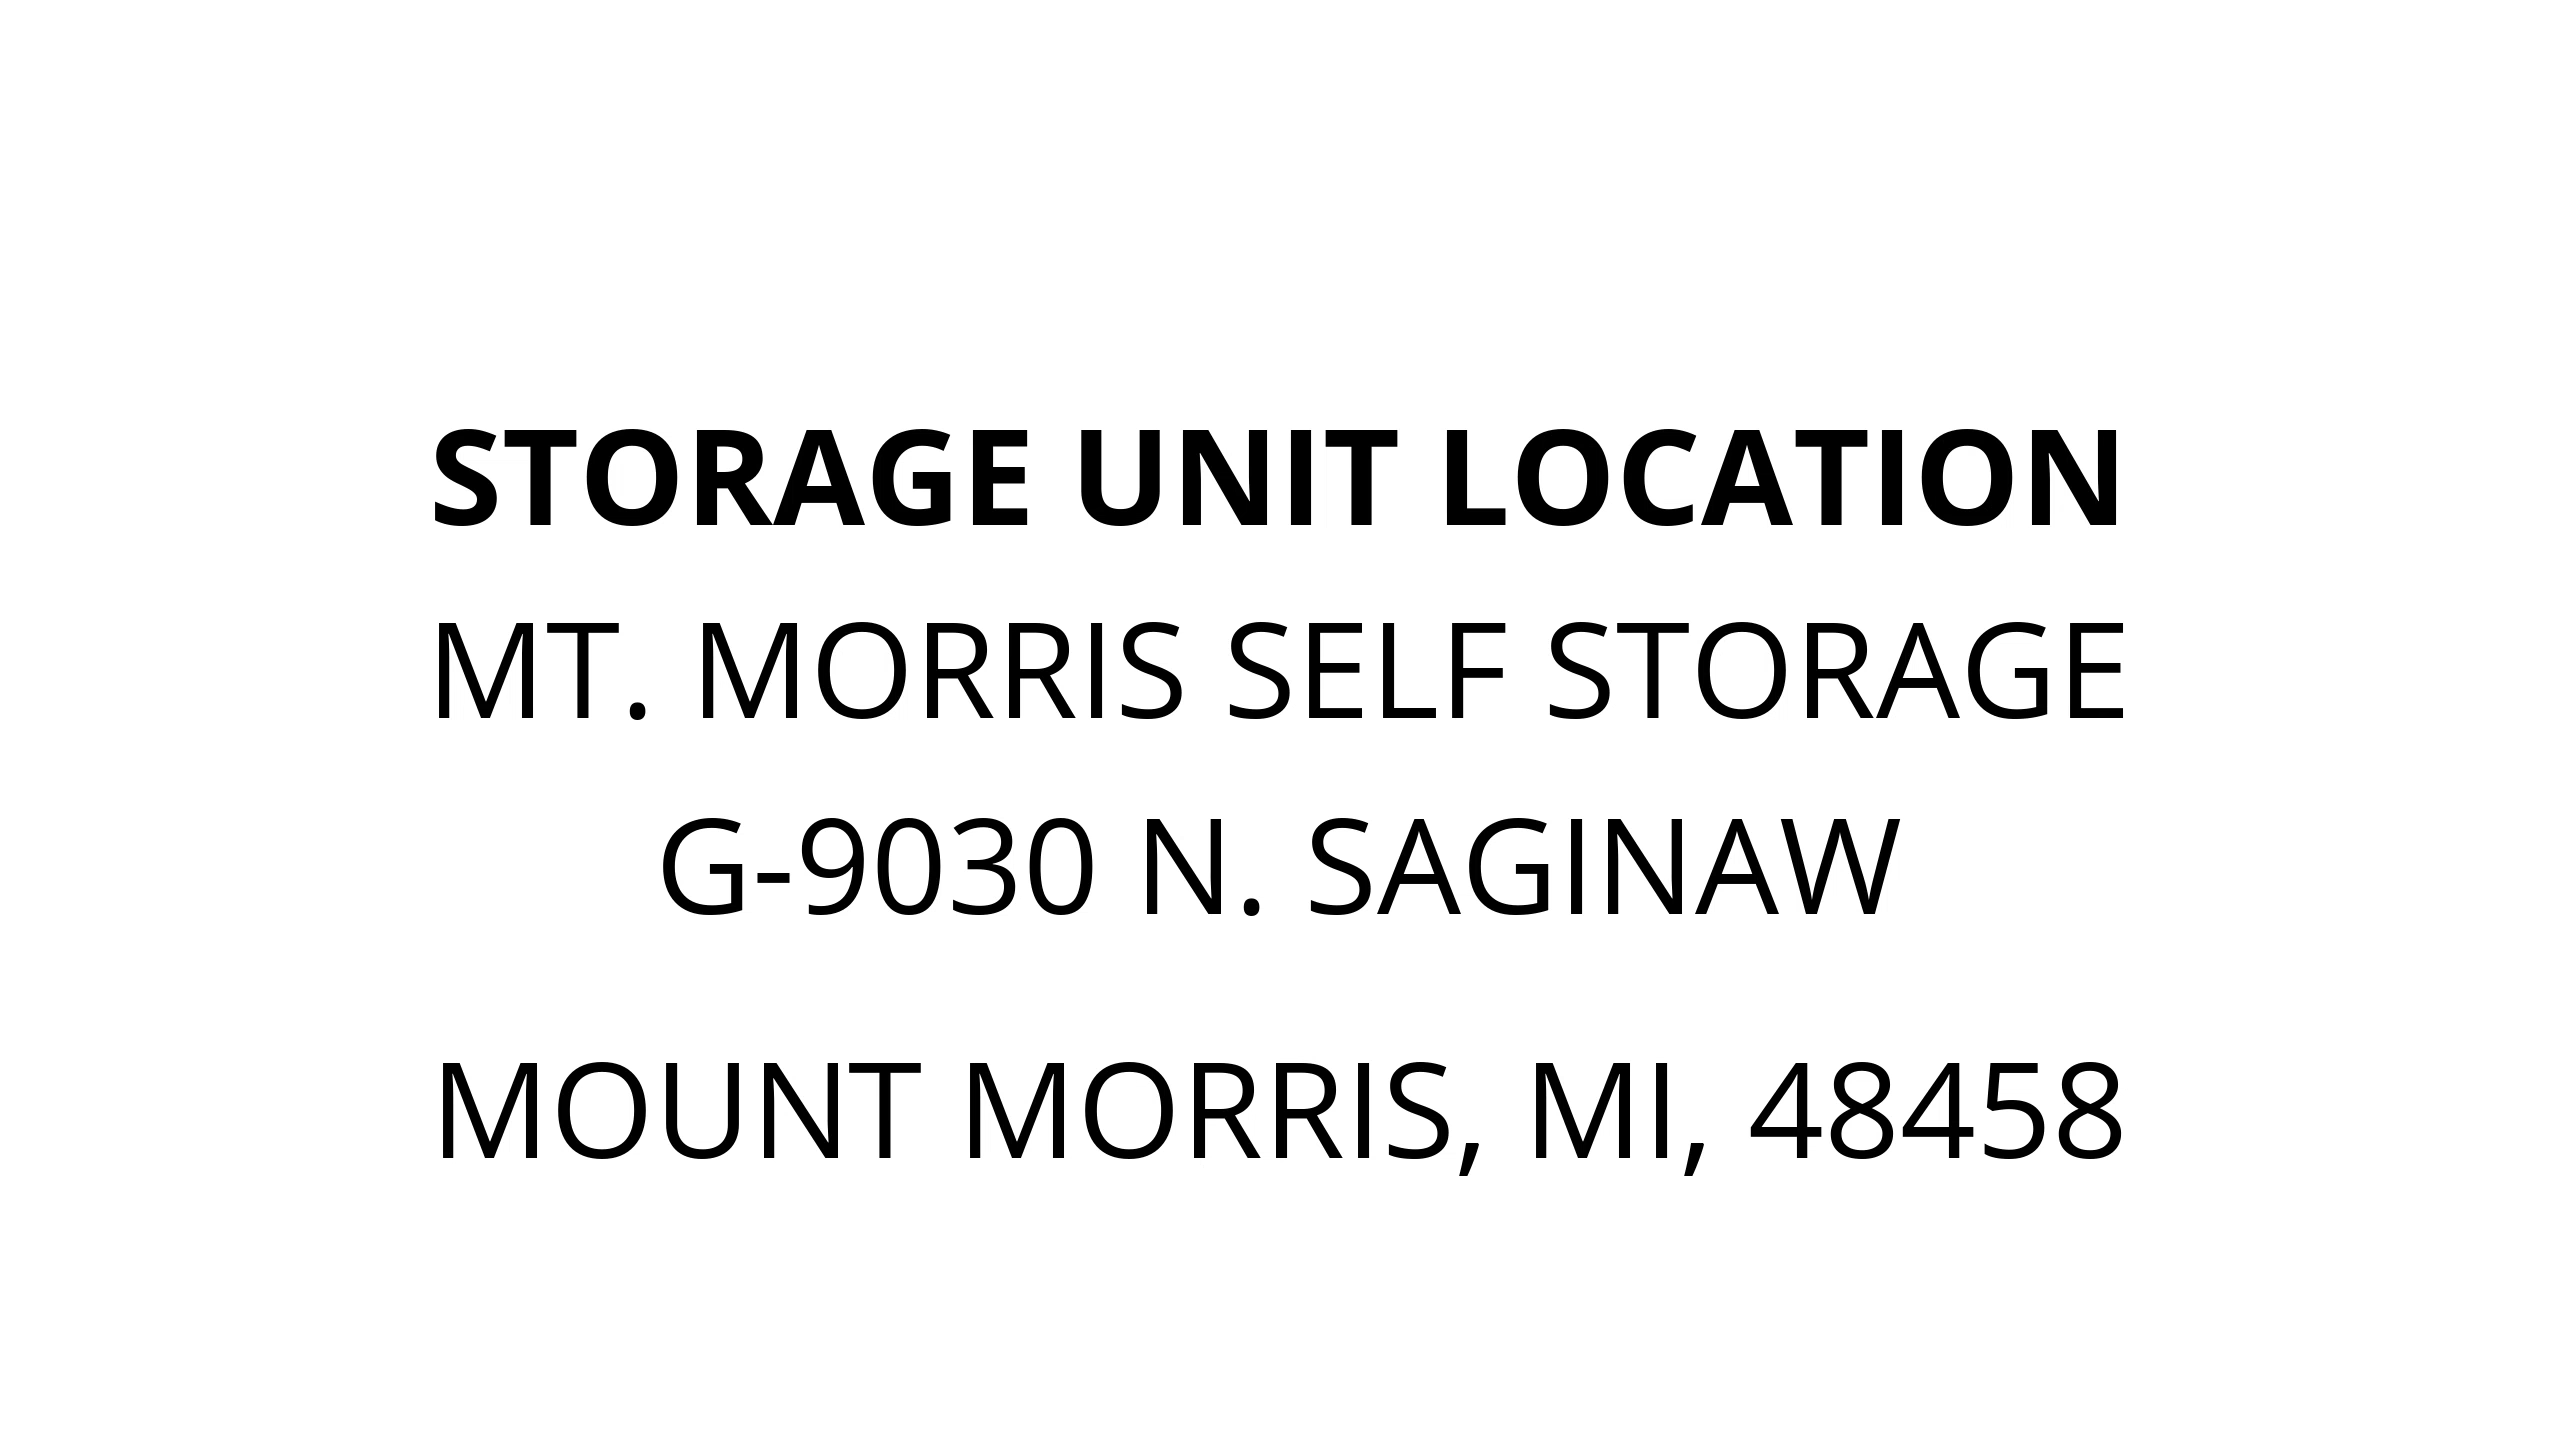 STORAGE UNIT LOCATION
MT. MORRIS SELF STORAGE
G-9030 N. SAGINAW
MOUNT MORRIS, MI, 48458